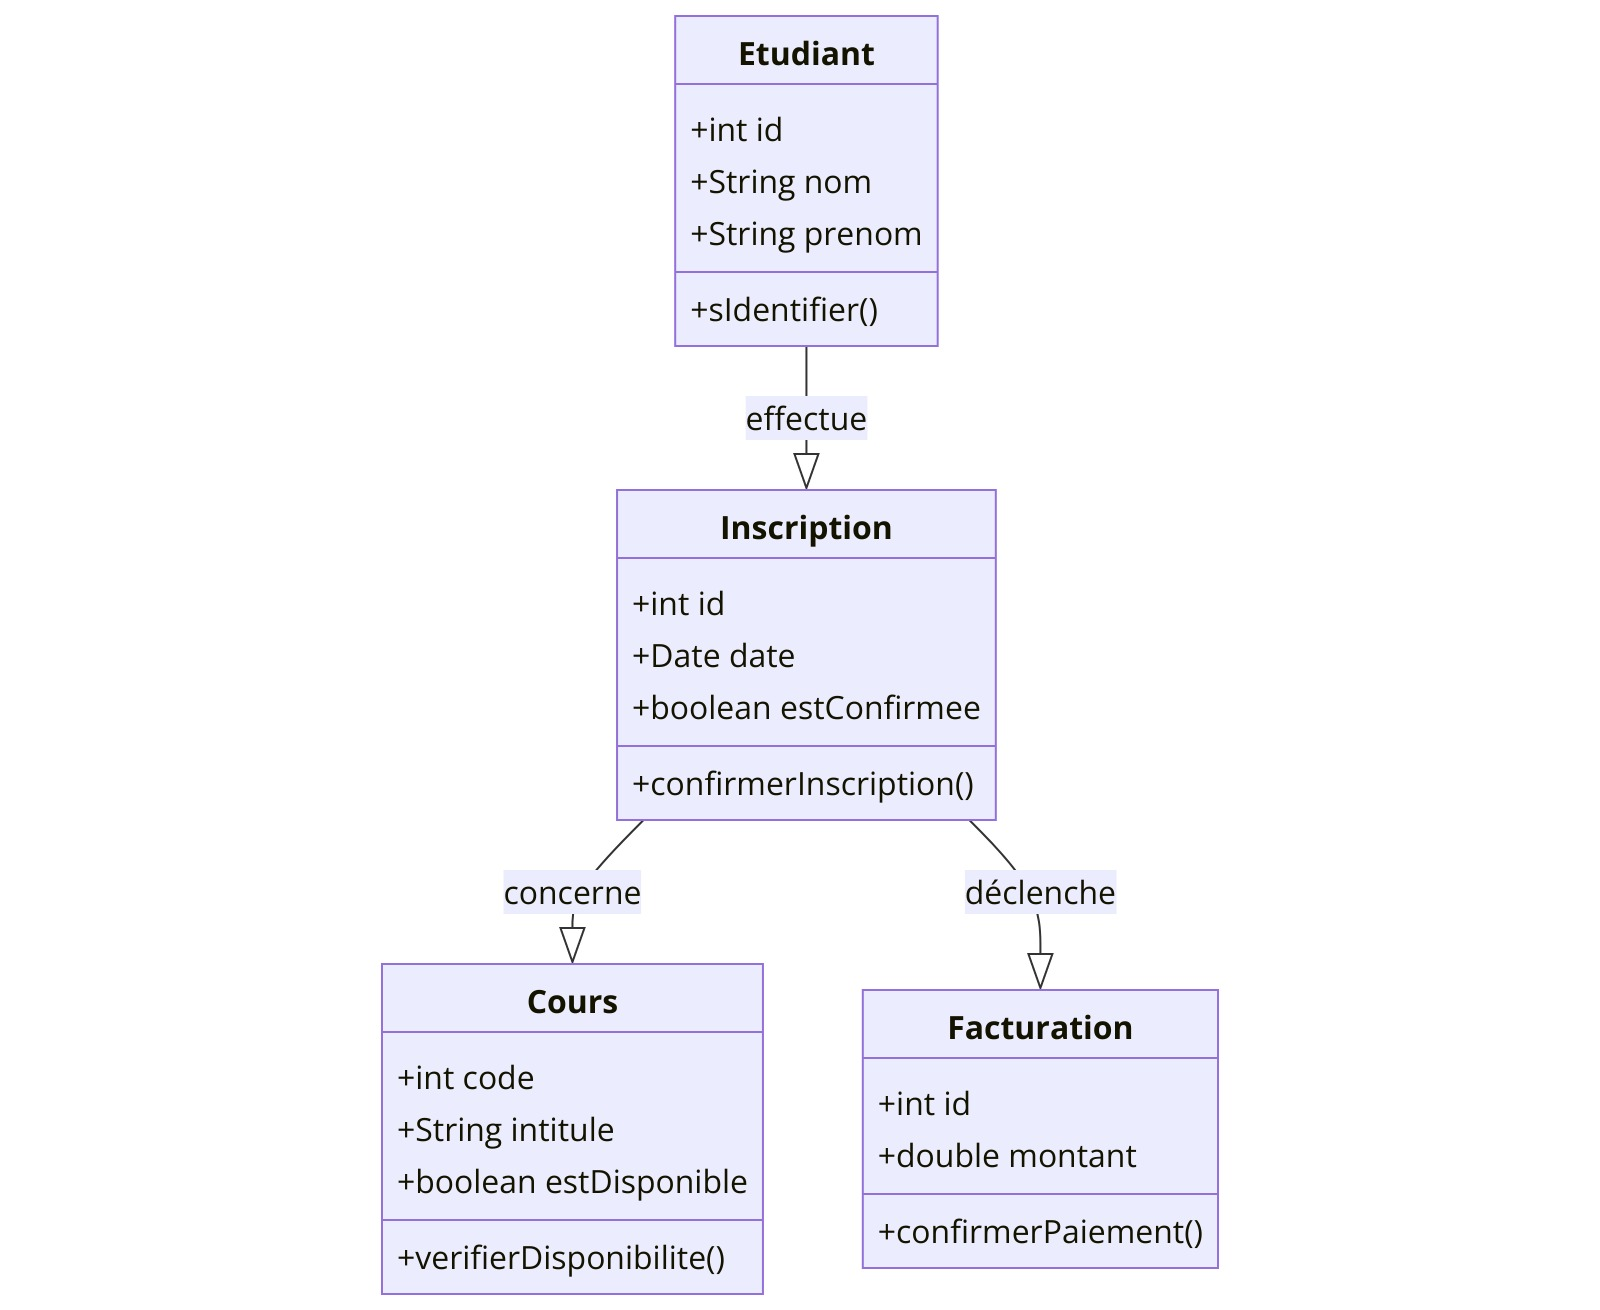 Etudiant
+int id
+String nom
+String prenom
+sIdentifier()
effectue
Inscription
+int id
+Date date
+boolean estConfirmee
+confirmerInscription()
concerne
déclenche
Cours
+int code
+String intitule
+boolean estDisponible
+verifierDisponibilite()
Facturation
+int id
+double montant
+confirmerPaiement()